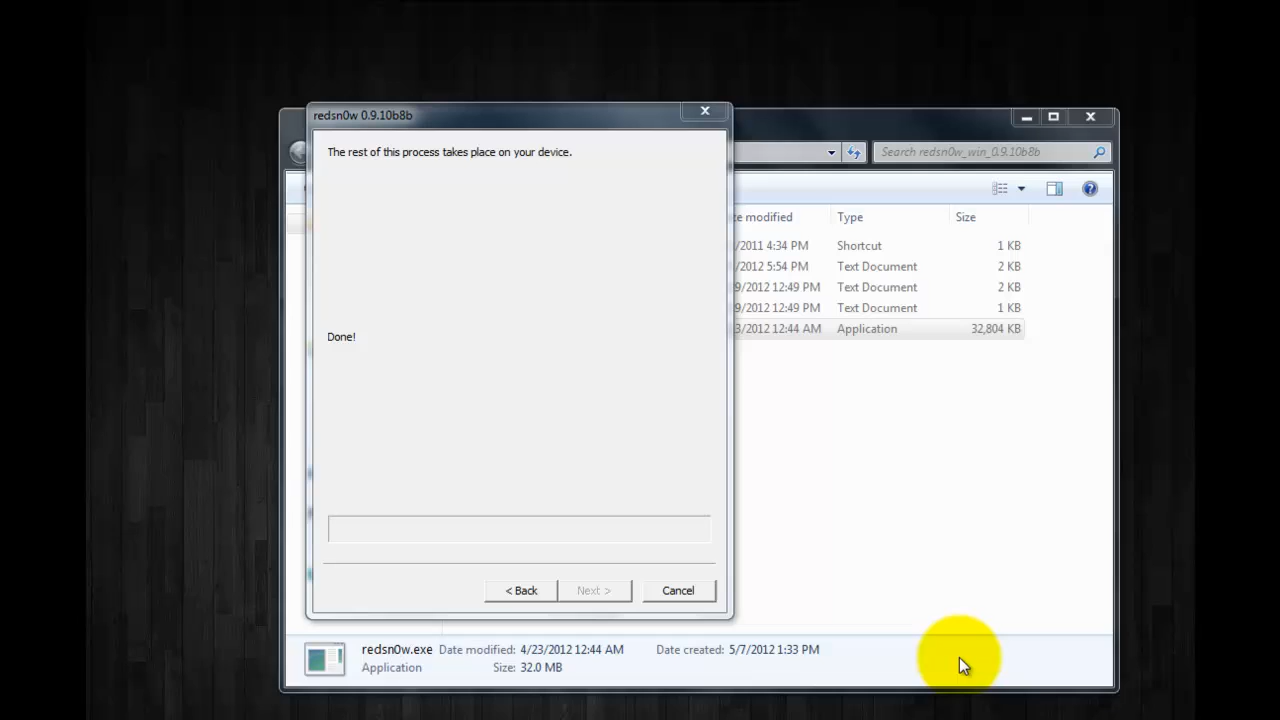 redsn0w 0.9.10b8b
The rest of this process takes place on your device.
Done!
< Back
Next >
Cancel
Search redsn0w_win_0.9.10b8b
te modified
Type
Size
/2011 4:34 PM
Shortcut
1 KB
/2012 5:54 PM
Text Document
2 KB
9/2012 12:49 PM
Text Document
2 KB
9/2012 12:49 PM
Text Document
1 KB
3/2012 12:44 AM
Application
32,804 KB
redsn0w.exe
Date modified: 4/23/2012 12:44 AM
Date created: 5/7/2012 1:33 PM
Application
Size: 32.0 MB